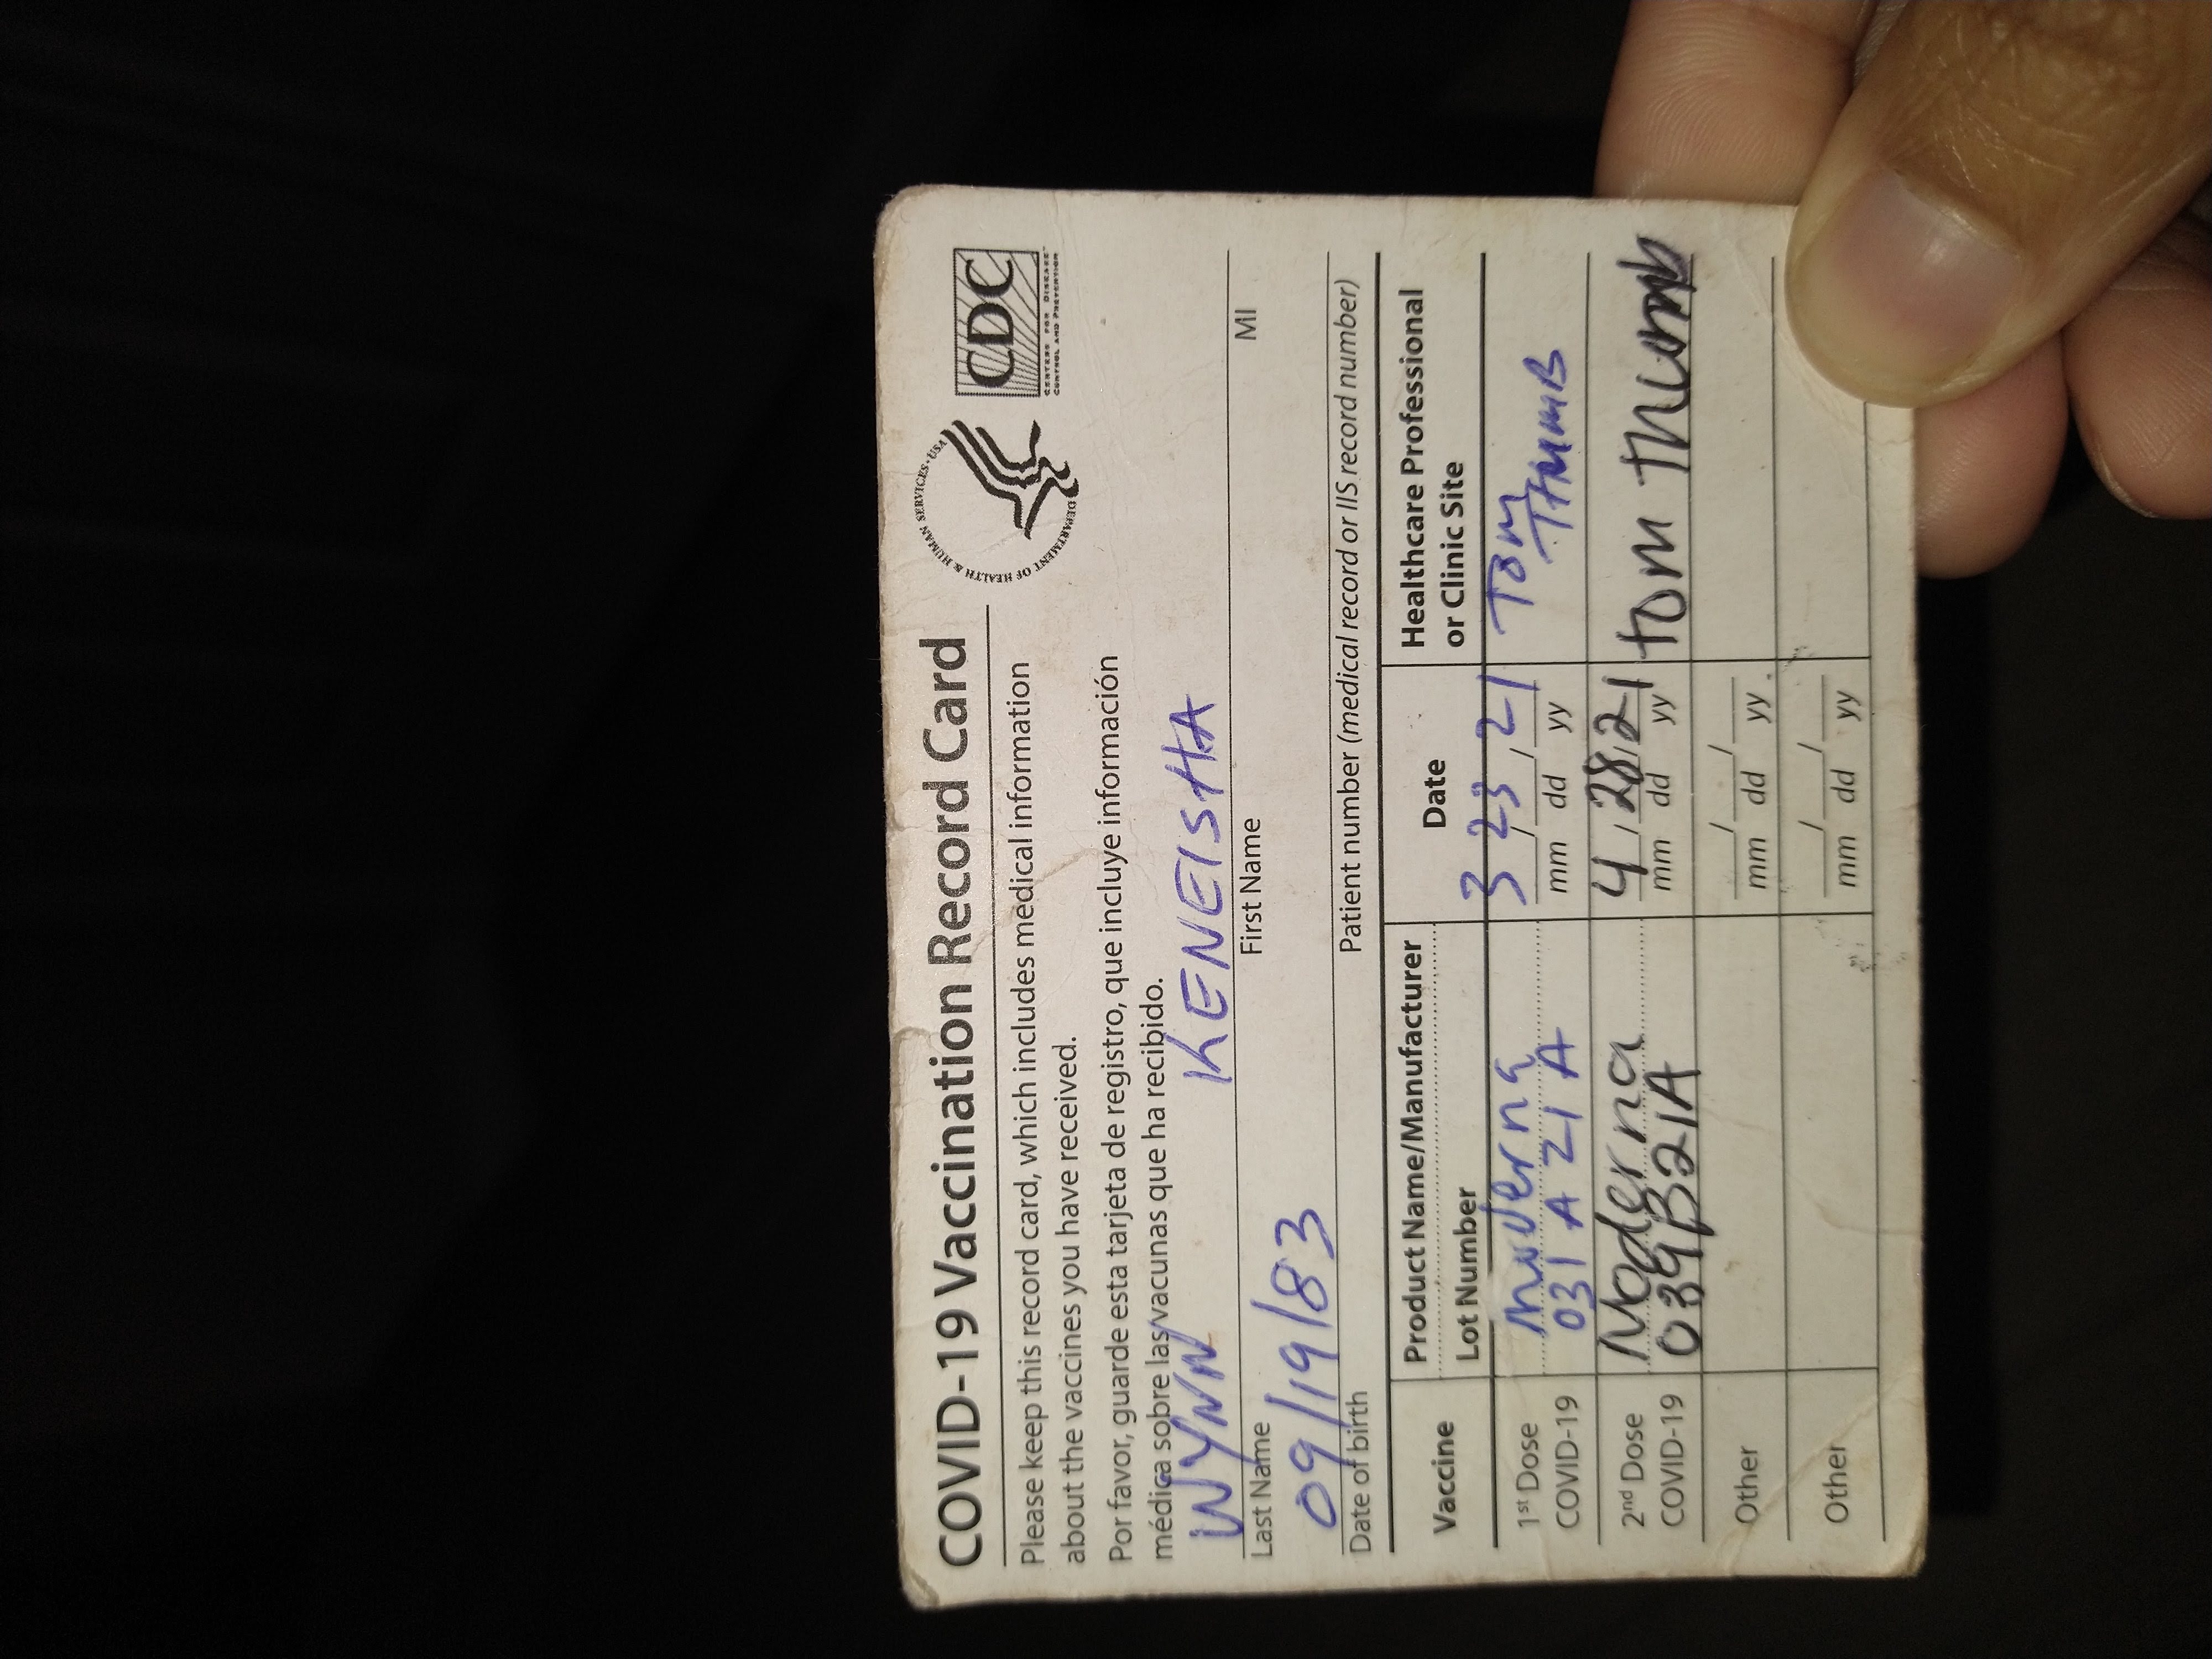 COVID-19 Vaccination Record Card
DEPARTMENT OF HEALTH & HUMAN SERVICES • USA
CDC
CENTERS FOR DISEASE
CONTROL AND PREVENTION
Please keep this record card, which includes medical information
about the vaccines you have received.
Por favor, guarde esta tarjeta de registro, que incluye información
médica sobre las vacunas que ha recibido.
WYNN KENEISHA
Last Name First Name MI
09/19/83
Date of birth Patient number (medical record or IIS record number)
Vaccine Product Name/Manufacturer Date Healthcare Professional
Lot Number or Clinic Site
1st Dose Moderna 3/23/21 Tom
COVID-19 031A21A mm dd yy Thumb
2nd Dose Moderna 4/28/21 tom thumb
COVID-19 039B21A mm dd yy
Other / /
mm dd yy
Other / /
mm dd yy